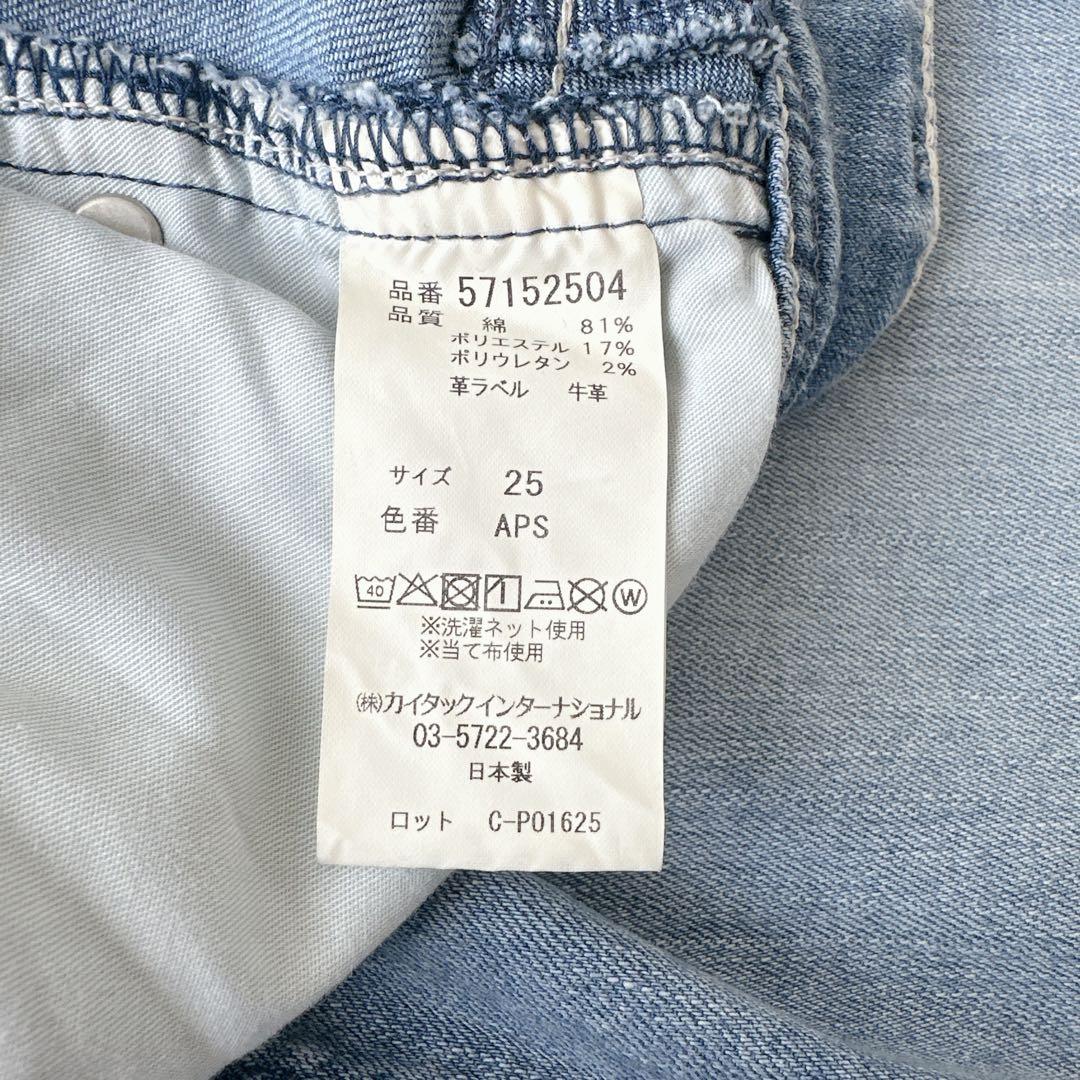 品番 57152504
品質 綿 81%
ポリエステル 17%
ポリウレタン 2%
革ラベル 牛革
サイズ 25
色番 APS
40 W
※洗濯ネット使用
※当て布使用
㈱カイタックインターナショナル
03-5722-3684
日本製
ロット C-P01625